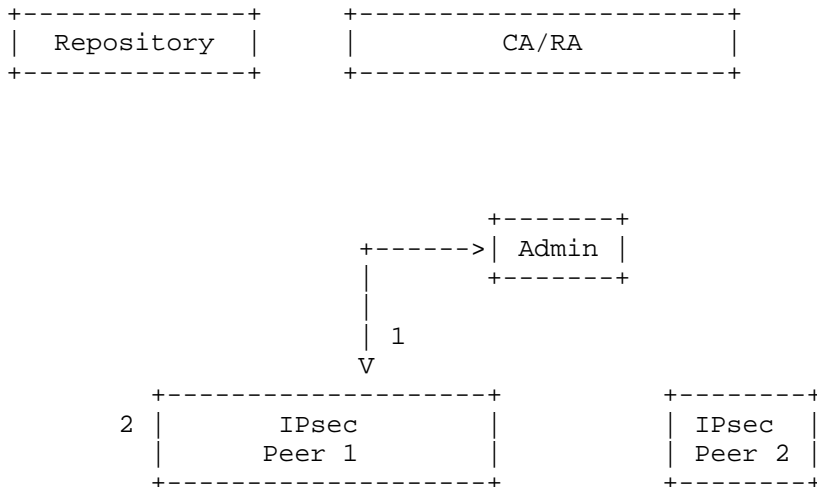 Repository CA/RA
Admin
1
2 IPsec IPsec
Peer 1 Peer 2